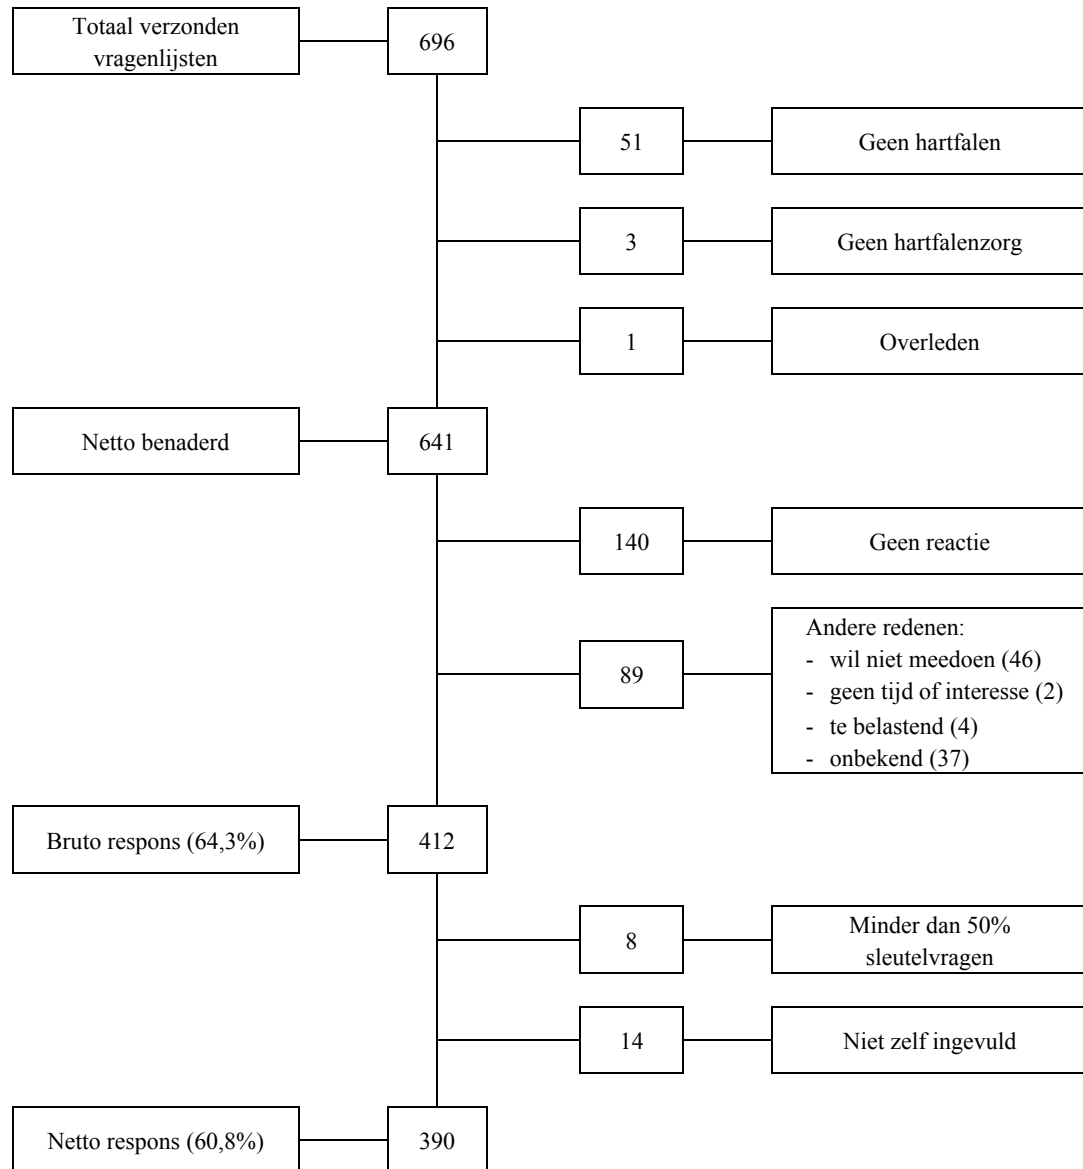 Totaal verzonden
vragenlijsten
696
51
Geen hartfalen
3
Geen hartfalenzorg
1
Overleden
Netto benaderd
641
140
Geen reactie
89
Andere redenen:
- wil niet meedoen (46)
- geen tijd of interesse (2)
- te belastend (4)
- onbekend (37)
Bruto respons (64,3%)
412
8
Minder dan 50%
sleutelvragen
14
Niet zelf ingevuld
Netto respons (60,8%)
390